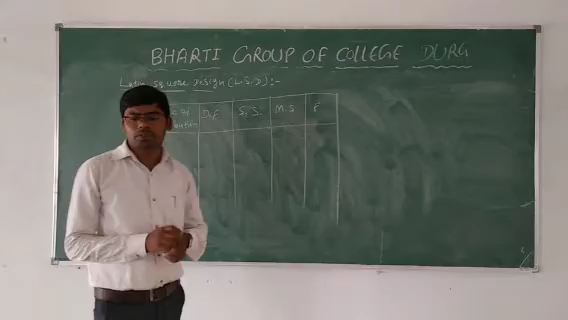 BHARTI GROUP OF COLLEGE DURG
Latin square design (L.S.D):-
D.F S.S. M.S F